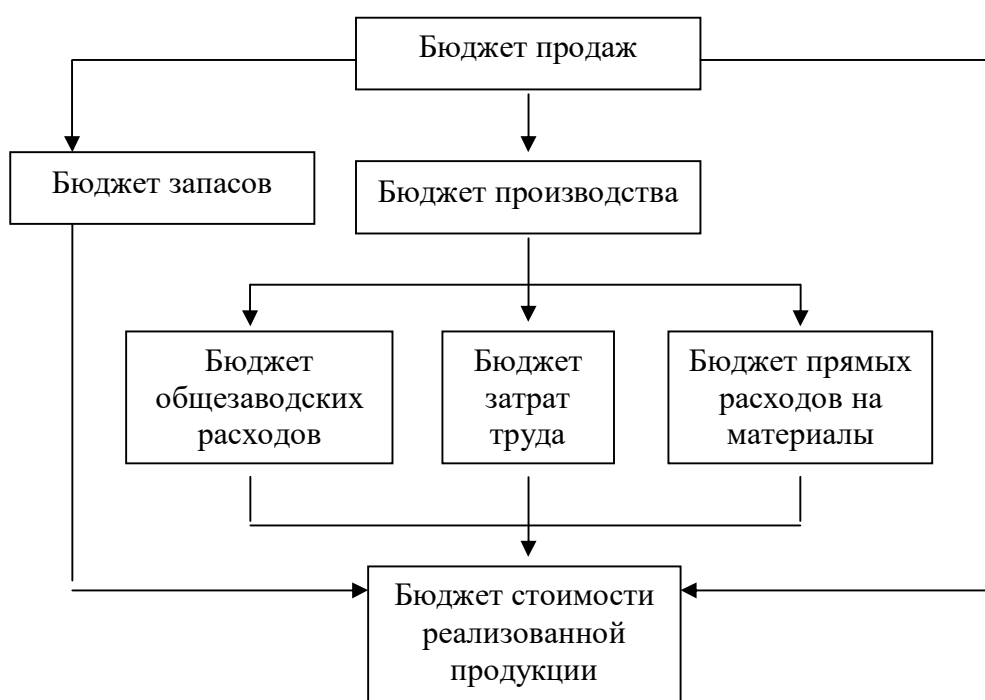 Бюджет продаж
Бюджет запасов
Бюджет производства
Бюджет
общезаводских
расходов
Бюджет
затрат
труда
Бюджет прямых
расходов на
материалы
Бюджет стоимости
реализованной
продукции